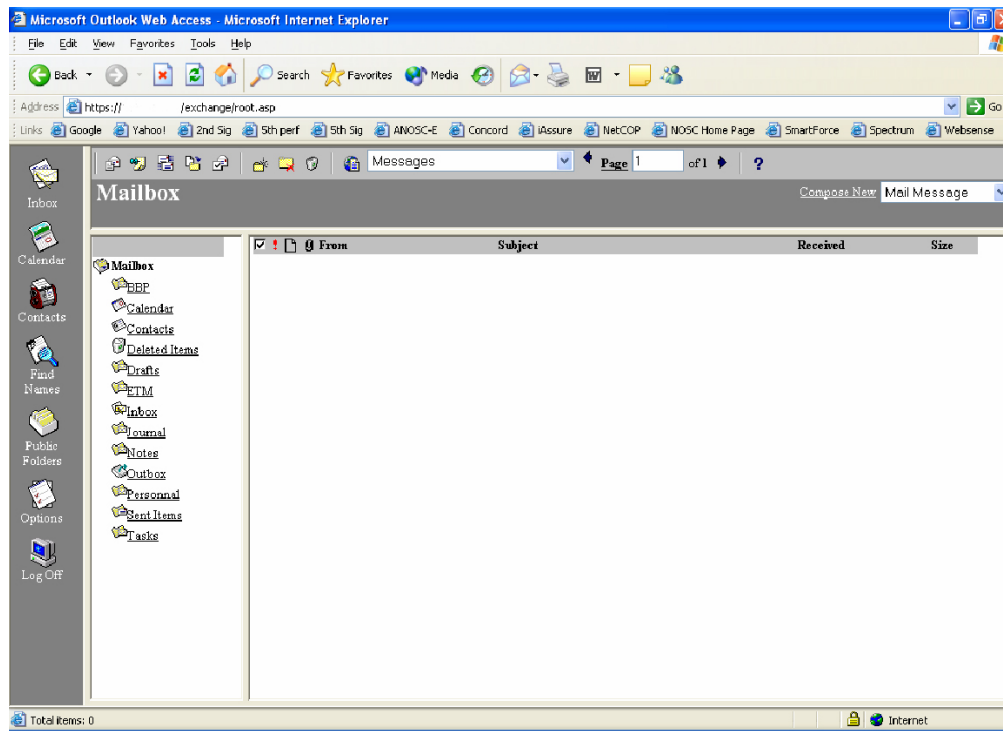 Microsoft Outlook Web Access - Microsoft Internet Explorer
File Edit View Favorites Tools Help
Back Search Favorites Media
Address https:// /exchange/root.asp Go
Links Google Yahoo! 2nd Sig 5th perf 5th Sig ANOSC-E Concord iAssure NetCOP NOSC Home Page SmartForce Spectrum Websense
Messages Page 1 of 1 ?
Mailbox Compose New Mail Message
Inbox
Calendar
Contacts
Find
Names
Public
Folders
Options
Log Off
Mailbox
BBP
Calendar
Contacts
Deleted Items
Drafts
ETM
Inbox
Journal
Notes
Outbox
Personnal
Sent Items
Tasks
From Subject Received Size
Total items: 0 Internet